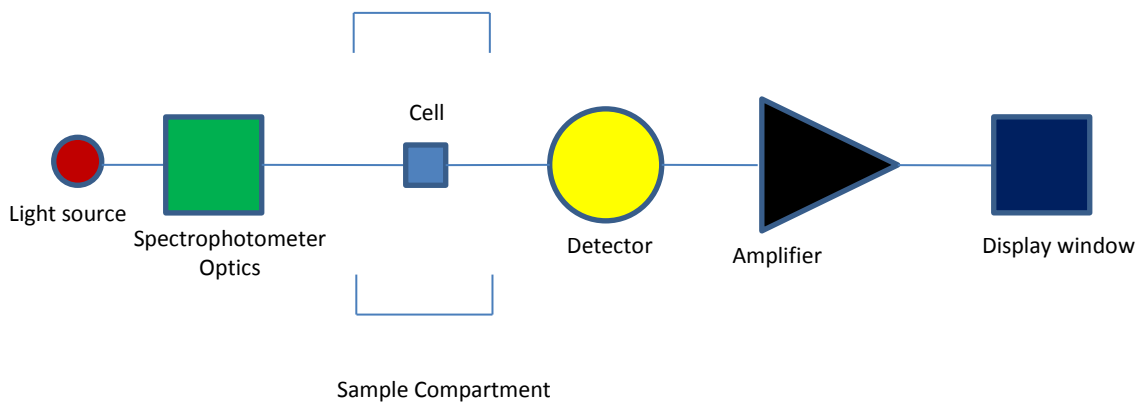 Cell
Light source
Spectrophotometer
Optics
Detector
Amplifier
Display window
Sample Compartment